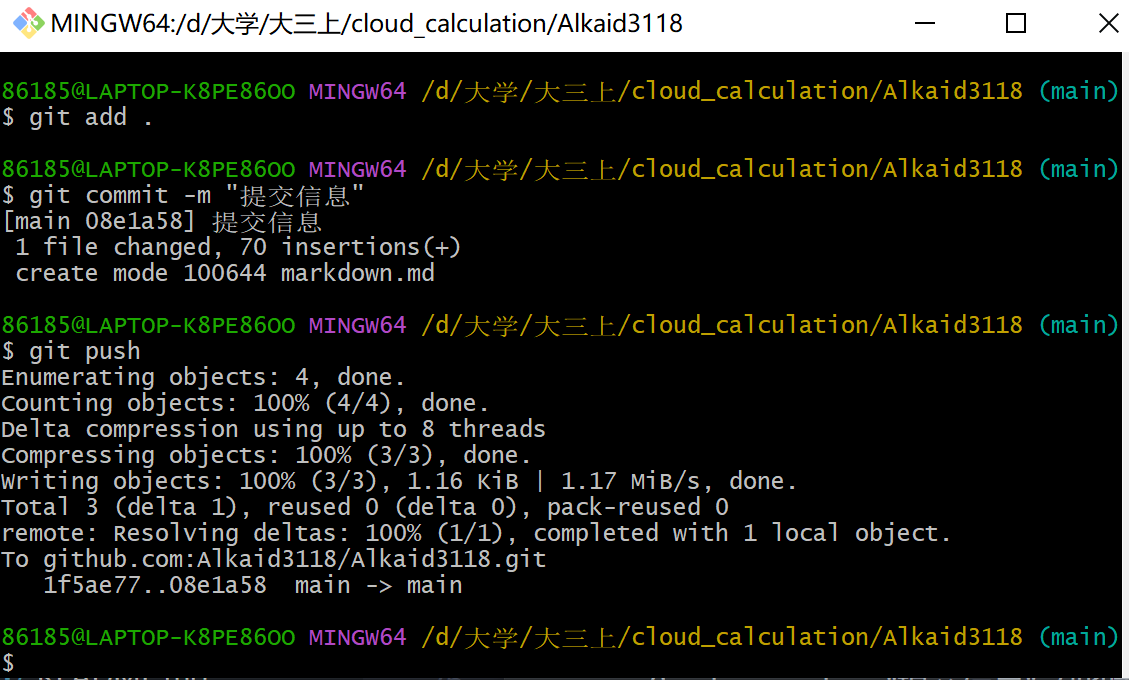 MINGW64:/d/大学/大三上/cloud_calculation/Alkaid3118
86185@LAPTOP-K8PE86OO MINGW64 /d/大学/大三上/cloud_calculation/Alkaid3118 (main)
$ git add .
86185@LAPTOP-K8PE86OO MINGW64 /d/大学/大三上/cloud_calculation/Alkaid3118 (main)
$ git commit -m "提交信息"
[main 08e1a58] 提交信息
 1 file changed, 70 insertions(+)
 create mode 100644 markdown.md
86185@LAPTOP-K8PE86OO MINGW64 /d/大学/大三上/cloud_calculation/Alkaid3118 (main)
$ git push
Enumerating objects: 4, done.
Counting objects: 100% (4/4), done.
Delta compression using up to 8 threads
Compressing objects: 100% (3/3), done.
Writing objects: 100% (3/3), 1.16 KiB | 1.17 MiB/s, done.
Total 3 (delta 1), reused 0 (delta 0), pack-reused 0
remote: Resolving deltas: 100% (1/1), completed with 1 local object.
To github.com:Alkaid3118/Alkaid3118.git
   1f5ae77..08e1a58  main -> main
86185@LAPTOP-K8PE86OO MINGW64 /d/大学/大三上/cloud_calculation/Alkaid3118 (main)
$